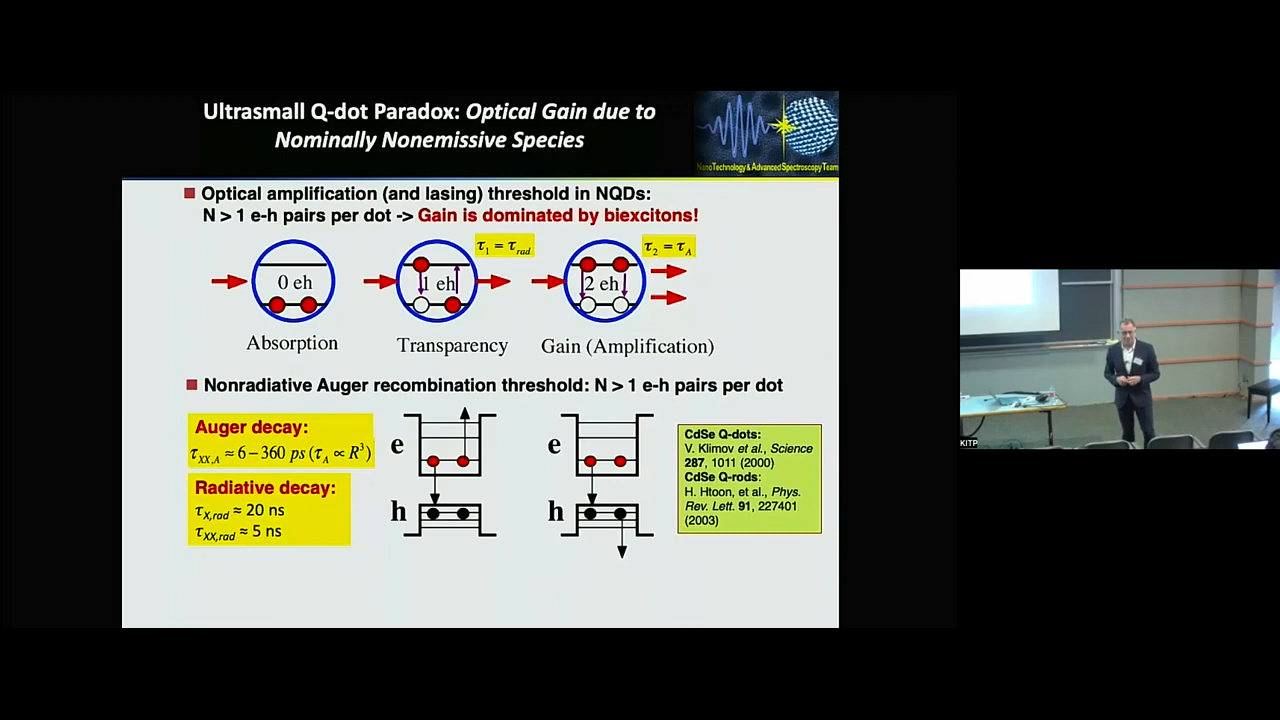 Ultrasmall Q-dot Paradox: Optical Gain due to
Nominally Nonemissive Species
NanoTechnology & Advanced Spectroscopy Team
Optical amplification (and lasing) threshold in NQDs:
N > 1 e-h pairs per dot -> Gain is dominated by biexcitons!
τ1 = τrad
τ2 = τA
0 eh
1 eh
2 eh
Absorption
Transparency
Gain (Amplification)
Nonradiative Auger recombination threshold: N > 1 e-h pairs per dot
Auger decay:
τXX,A ≈ 6 – 360 ps (τA ∝ R³)
Radiative decay:
τX,rad ≈ 20 ns
τXX,rad ≈ 5 ns
e
h
e
h
CdSe Q-dots:
V. Klimov et al., Science
287, 1011 (2000)
CdSe Q-rods:
H. Htoon, et al., Phys.
Rev. Lett. 91, 227401
(2003)
KITP